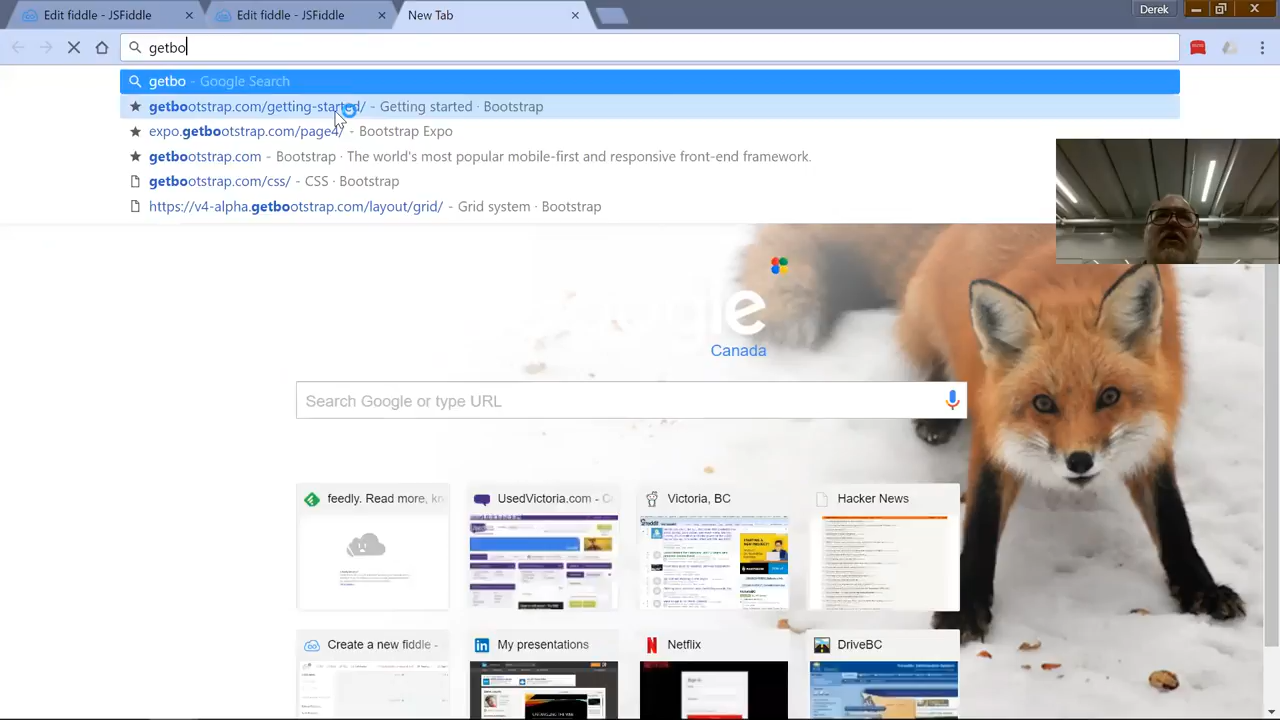 Edit fiddle - JSFiddle
Edit fiddle - JSFiddle
New Tab
Derek
getbo
getbo - Google Search
getbootstrap.com/getting-started/ - Getting started · Bootstrap
expo.getbootstrap.com/page4/ - Bootstrap Expo
getbootstrap.com - Bootstrap · The world's most popular mobile-first and responsive front-end framework.
getbootstrap.com/css/ - CSS · Bootstrap
https://v4-alpha.getbootstrap.com/layout/grid/ - Grid system · Bootstrap
Canada
Search Google or type URL
feedly. Read more, kn
UsedVictoria.com - C
Victoria, BC
Hacker News
Create a new fiddle -
My presentations
Netflix
DriveBC